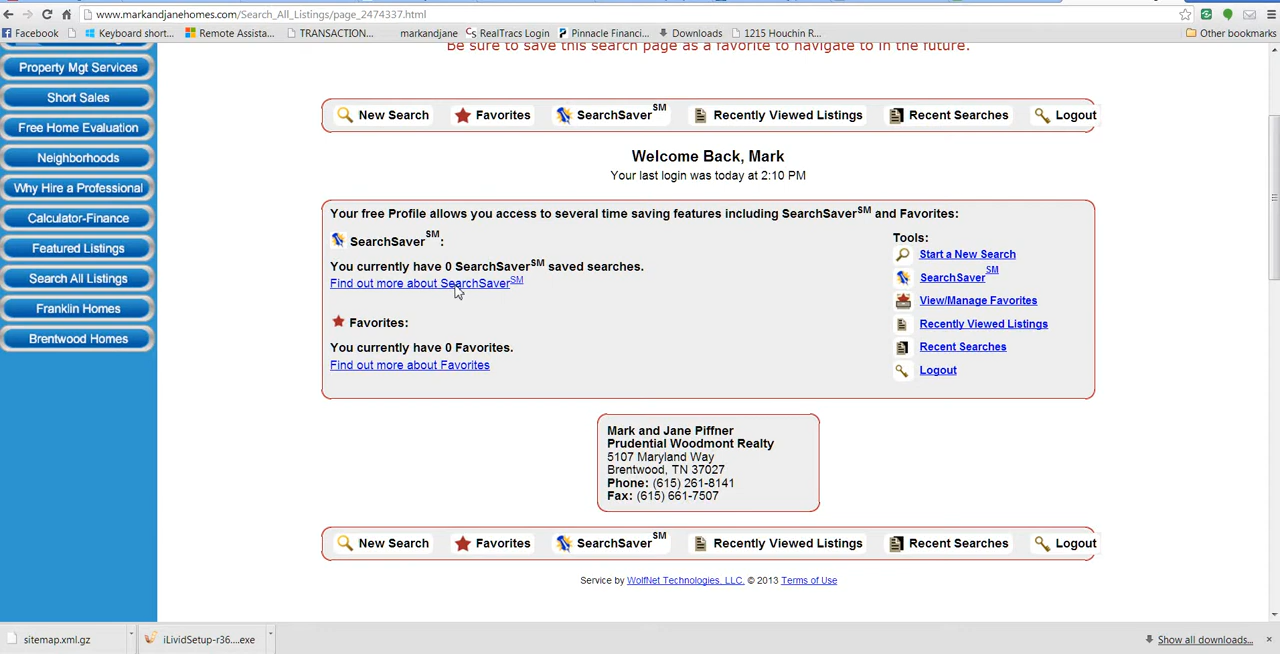 www.markandjanehomes.com/Search_All_Listings/page_2474337.html
Facebook Keyboard short... Remote Assista... TRANSACTION... markandjane RealTracs Login Pinnacle Financi... Downloads 1215 Houchin R... Other bookmarks
Be sure to save this search page as a favorite to navigate to in the future.
Property Mgt Services
Short Sales
Free Home Evaluation
Neighborhoods
Why Hire a Professional
Calculator-Finance
Featured Listings
Search All Listings
Franklin Homes
Brentwood Homes
New Search Favorites SearchSaver SM Recently Viewed Listings Recent Searches Logout
Welcome Back, Mark
Your last login was today at 2:10 PM
Your free Profile allows you access to several time saving features including SearchSaver SM and Favorites:
SearchSaver SM:
You currently have 0 SearchSaver SM saved searches.
Find out more about SearchSaver SM
Favorites:
You currently have 0 Favorites.
Find out more about Favorites
Tools:
Start a New Search
SearchSaver SM
View/Manage Favorites
Recently Viewed Listings
Recent Searches
Logout
Mark and Jane Piffner
Prudential Woodmont Realty
5107 Maryland Way
Brentwood, TN 37027
Phone: (615) 261-8141
Fax: (615) 661-7507
New Search Favorites SearchSaver SM Recently Viewed Listings Recent Searches Logout
Service by WolfNet Technologies, LLC. © 2013 Terms of Use
sitemap.xml.gz iLividSetup-r36....exe Show all downloads...